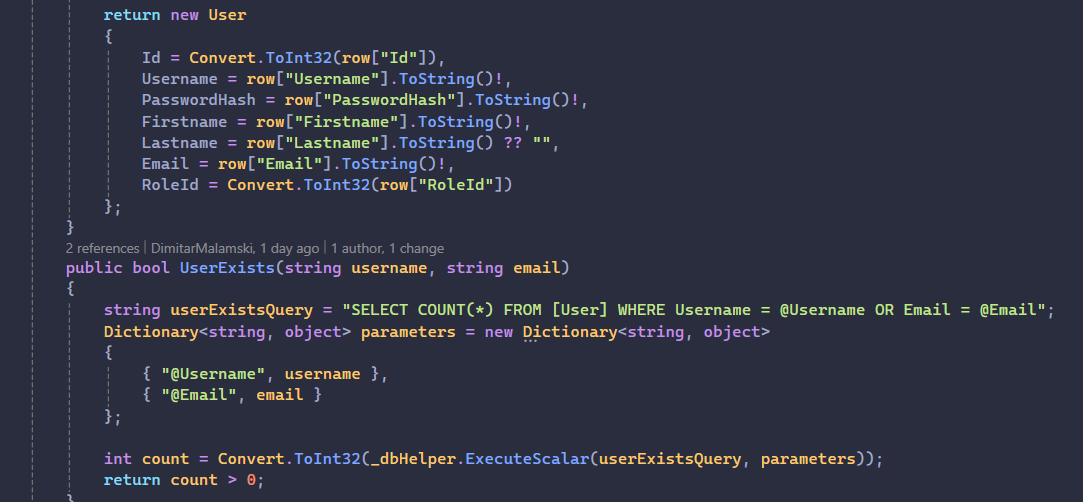 return new User
{
Id = Convert.ToInt32(row["Id"]),
Username = row["Username"].ToString()!,
PasswordHash = row["PasswordHash"].ToString()!,
Firstname = row["Firstname"].ToString()!,
Lastname = row["Lastname"].ToString() ?? "",
Email = row["Email"].ToString()!,
RoleId = Convert.ToInt32(row["RoleId"])
};
}
2 references | DimitarMalamski, 1 day ago | 1 author, 1 change
public bool UserExists(string username, string email)
{
string userExistsQuery = "SELECT COUNT(*) FROM [User] WHERE Username = @Username OR Email = @Email";
Dictionary<string, object> parameters = new Dictionary<string, object>
{
{ "@Username", username },
{ "@Email", email }
};
int count = Convert.ToInt32(_dbHelper.ExecuteScalar(userExistsQuery, parameters));
return count > 0;
}